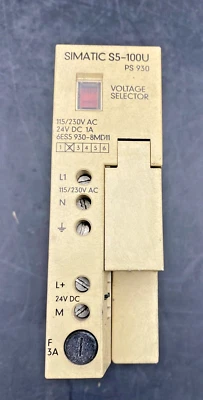 SIMATIC S5-100U
PS 930
VOLTAGE
SELECTOR
115/230V AC
24V DC 1A
6ES5 930-8MD11
1 2 3 4 5 6
L1
115/230V AC
N
L+
24V DC
M
F
3A